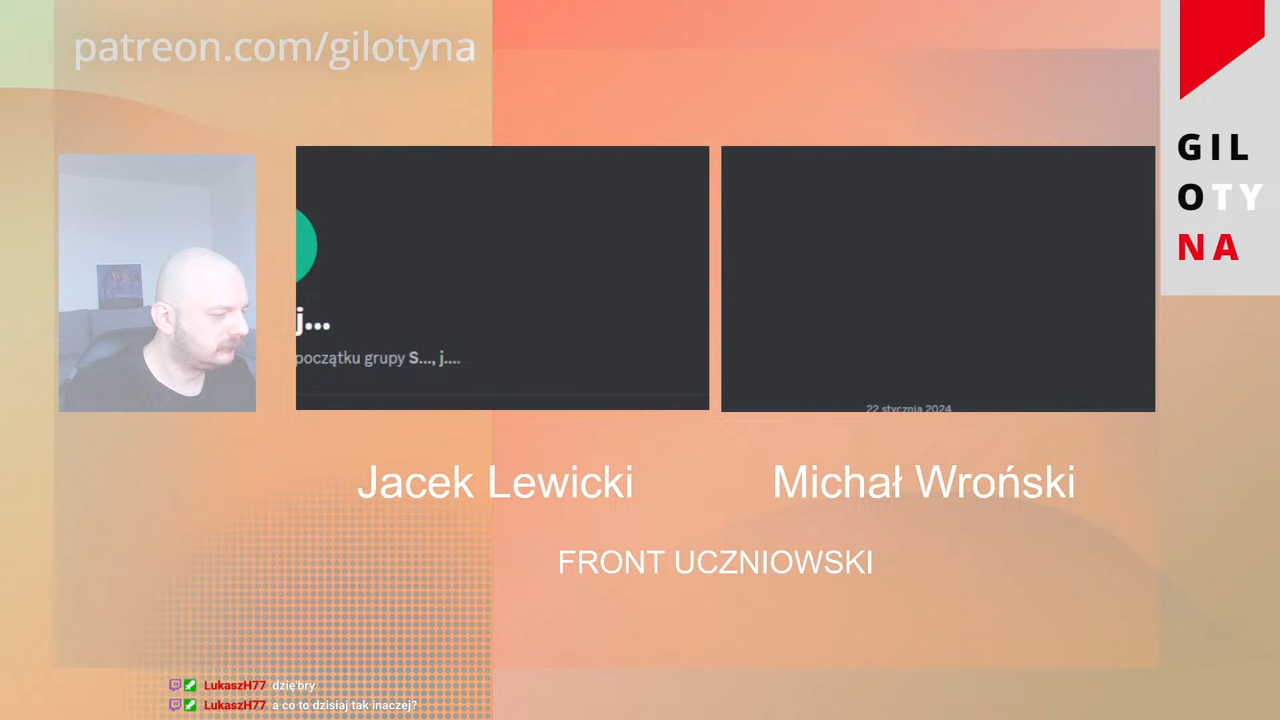 patreon.com/gilotyna
GIL
OTY
NA
j...
początku grupy S..., j....
22 stycznia 2024
Jacek Lewicki
Michał Wroński
FRONT UCZNIOWSKI
LukaszH77 dzie'bry
LukaszH77 a co to dzisiaj tak inaczej?